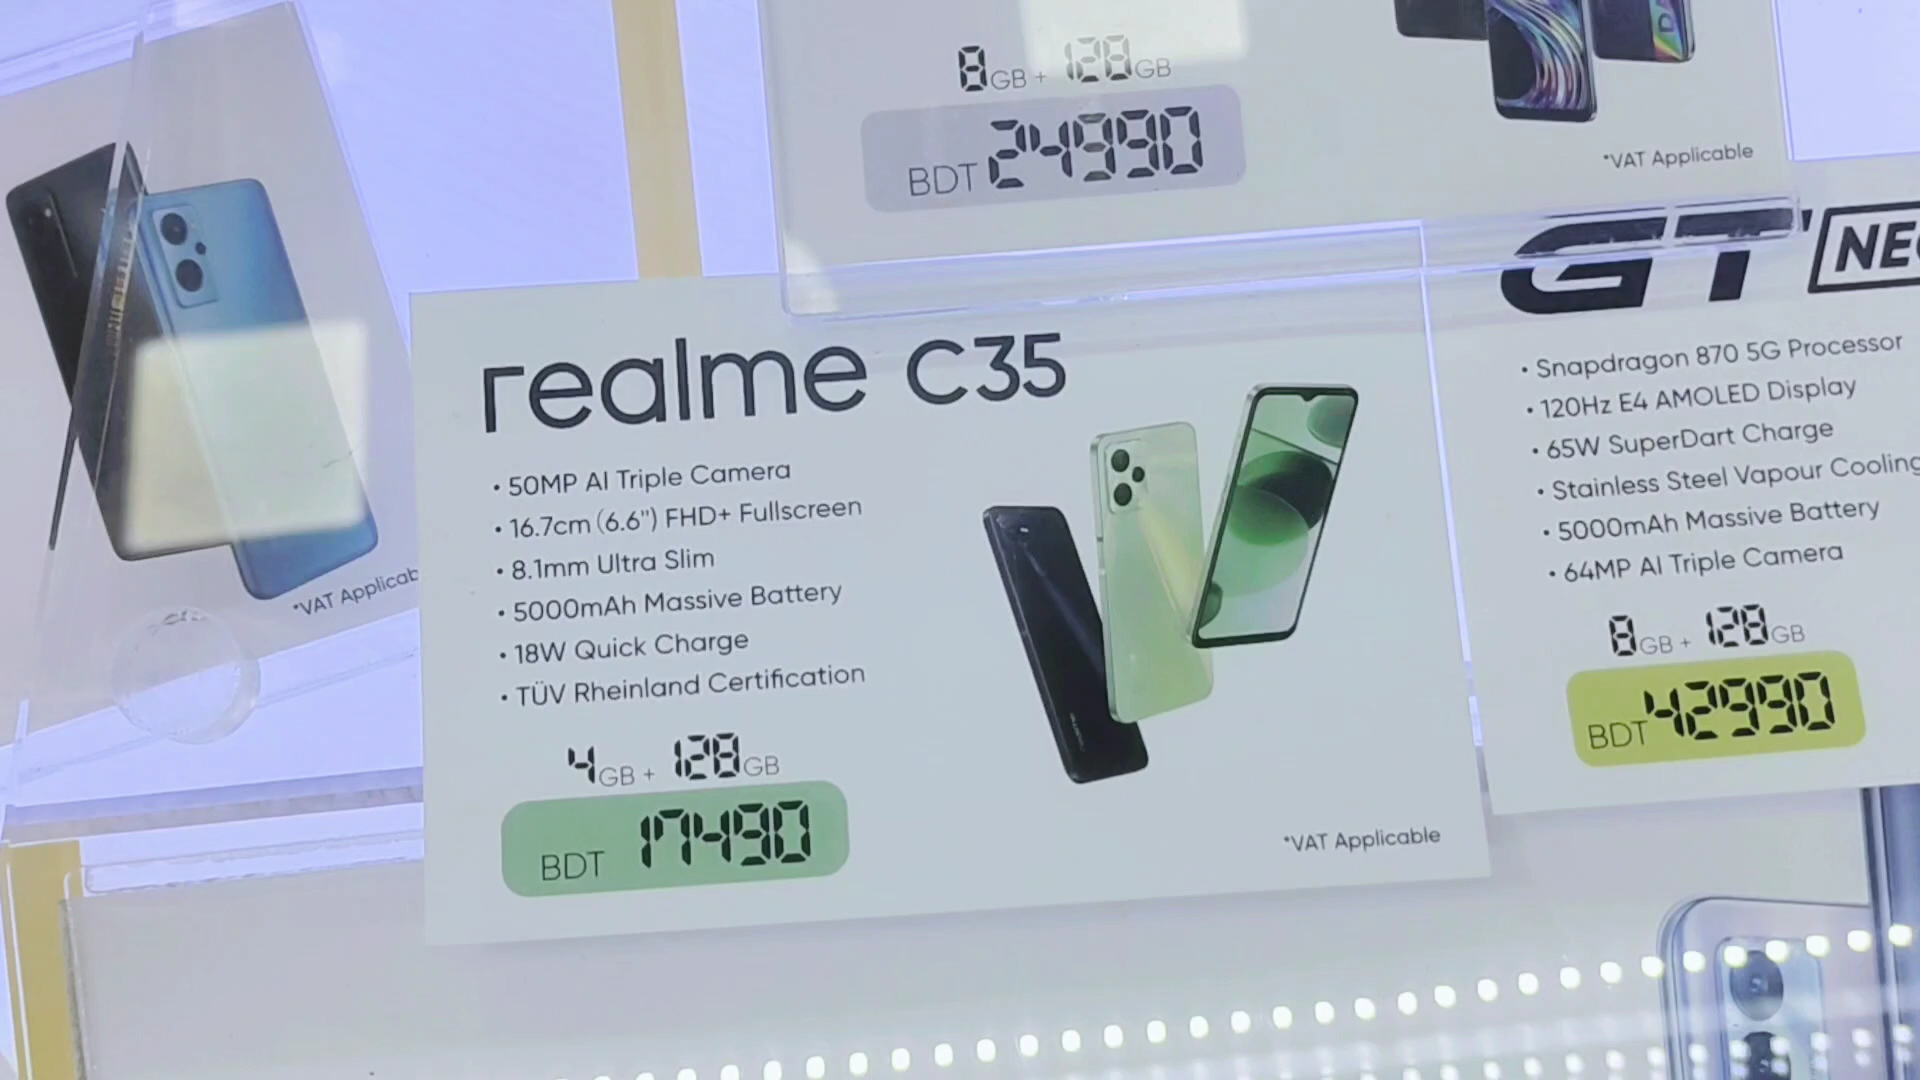 8GB + 128GB
BDT 24990
*VAT Applicable
*VAT Applicab
realme C35
• 50MP AI Triple Camera
• 16.7cm (6.6") FHD+ Fullscreen
• 8.1mm Ultra Slim
• 5000mAh Massive Battery
• 18W Quick Charge
• TÜV Rheinland Certification
4GB + 128GB
BDT 17490
*VAT Applicable
GT NEO
• Snapdragon 870 5G Processor
• 120Hz E4 AMOLED Display
• 65W SuperDart Charge
• Stainless Steel Vapour Cooling
• 5000mAh Massive Battery
• 64MP AI Triple Camera
8GB + 128GB
BDT 42990